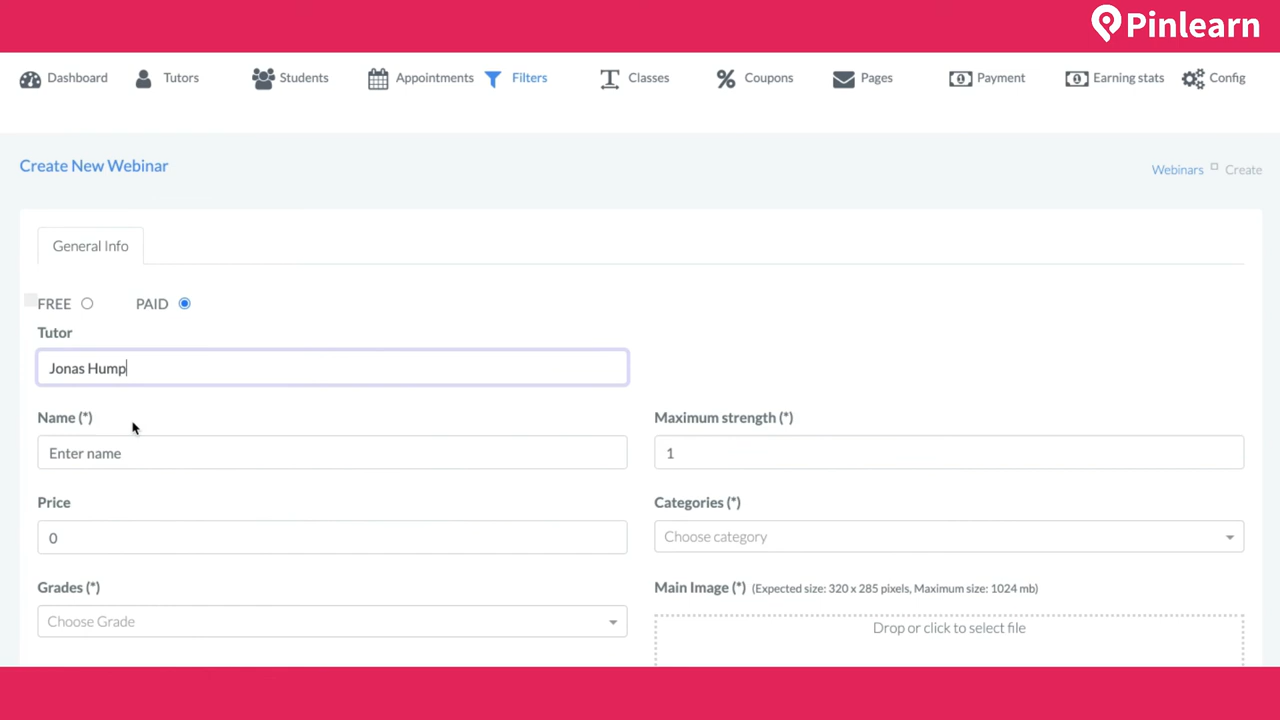 Pinlearn
Dashboard Tutors Students Appointments Filters Classes Coupons Pages Payment Earning stats Config
Create New Webinar
Webinars Create
General Info
FREE PAID
Tutor
Jonas Hump
Name (*) Maximum strength (*)
Enter name 1
Price Categories (*)
0 Choose category
Grades (*) Main Image (*) (Expected size: 320 x 285 pixels, Maximum size: 1024 mb)
Choose Grade Drop or click to select file